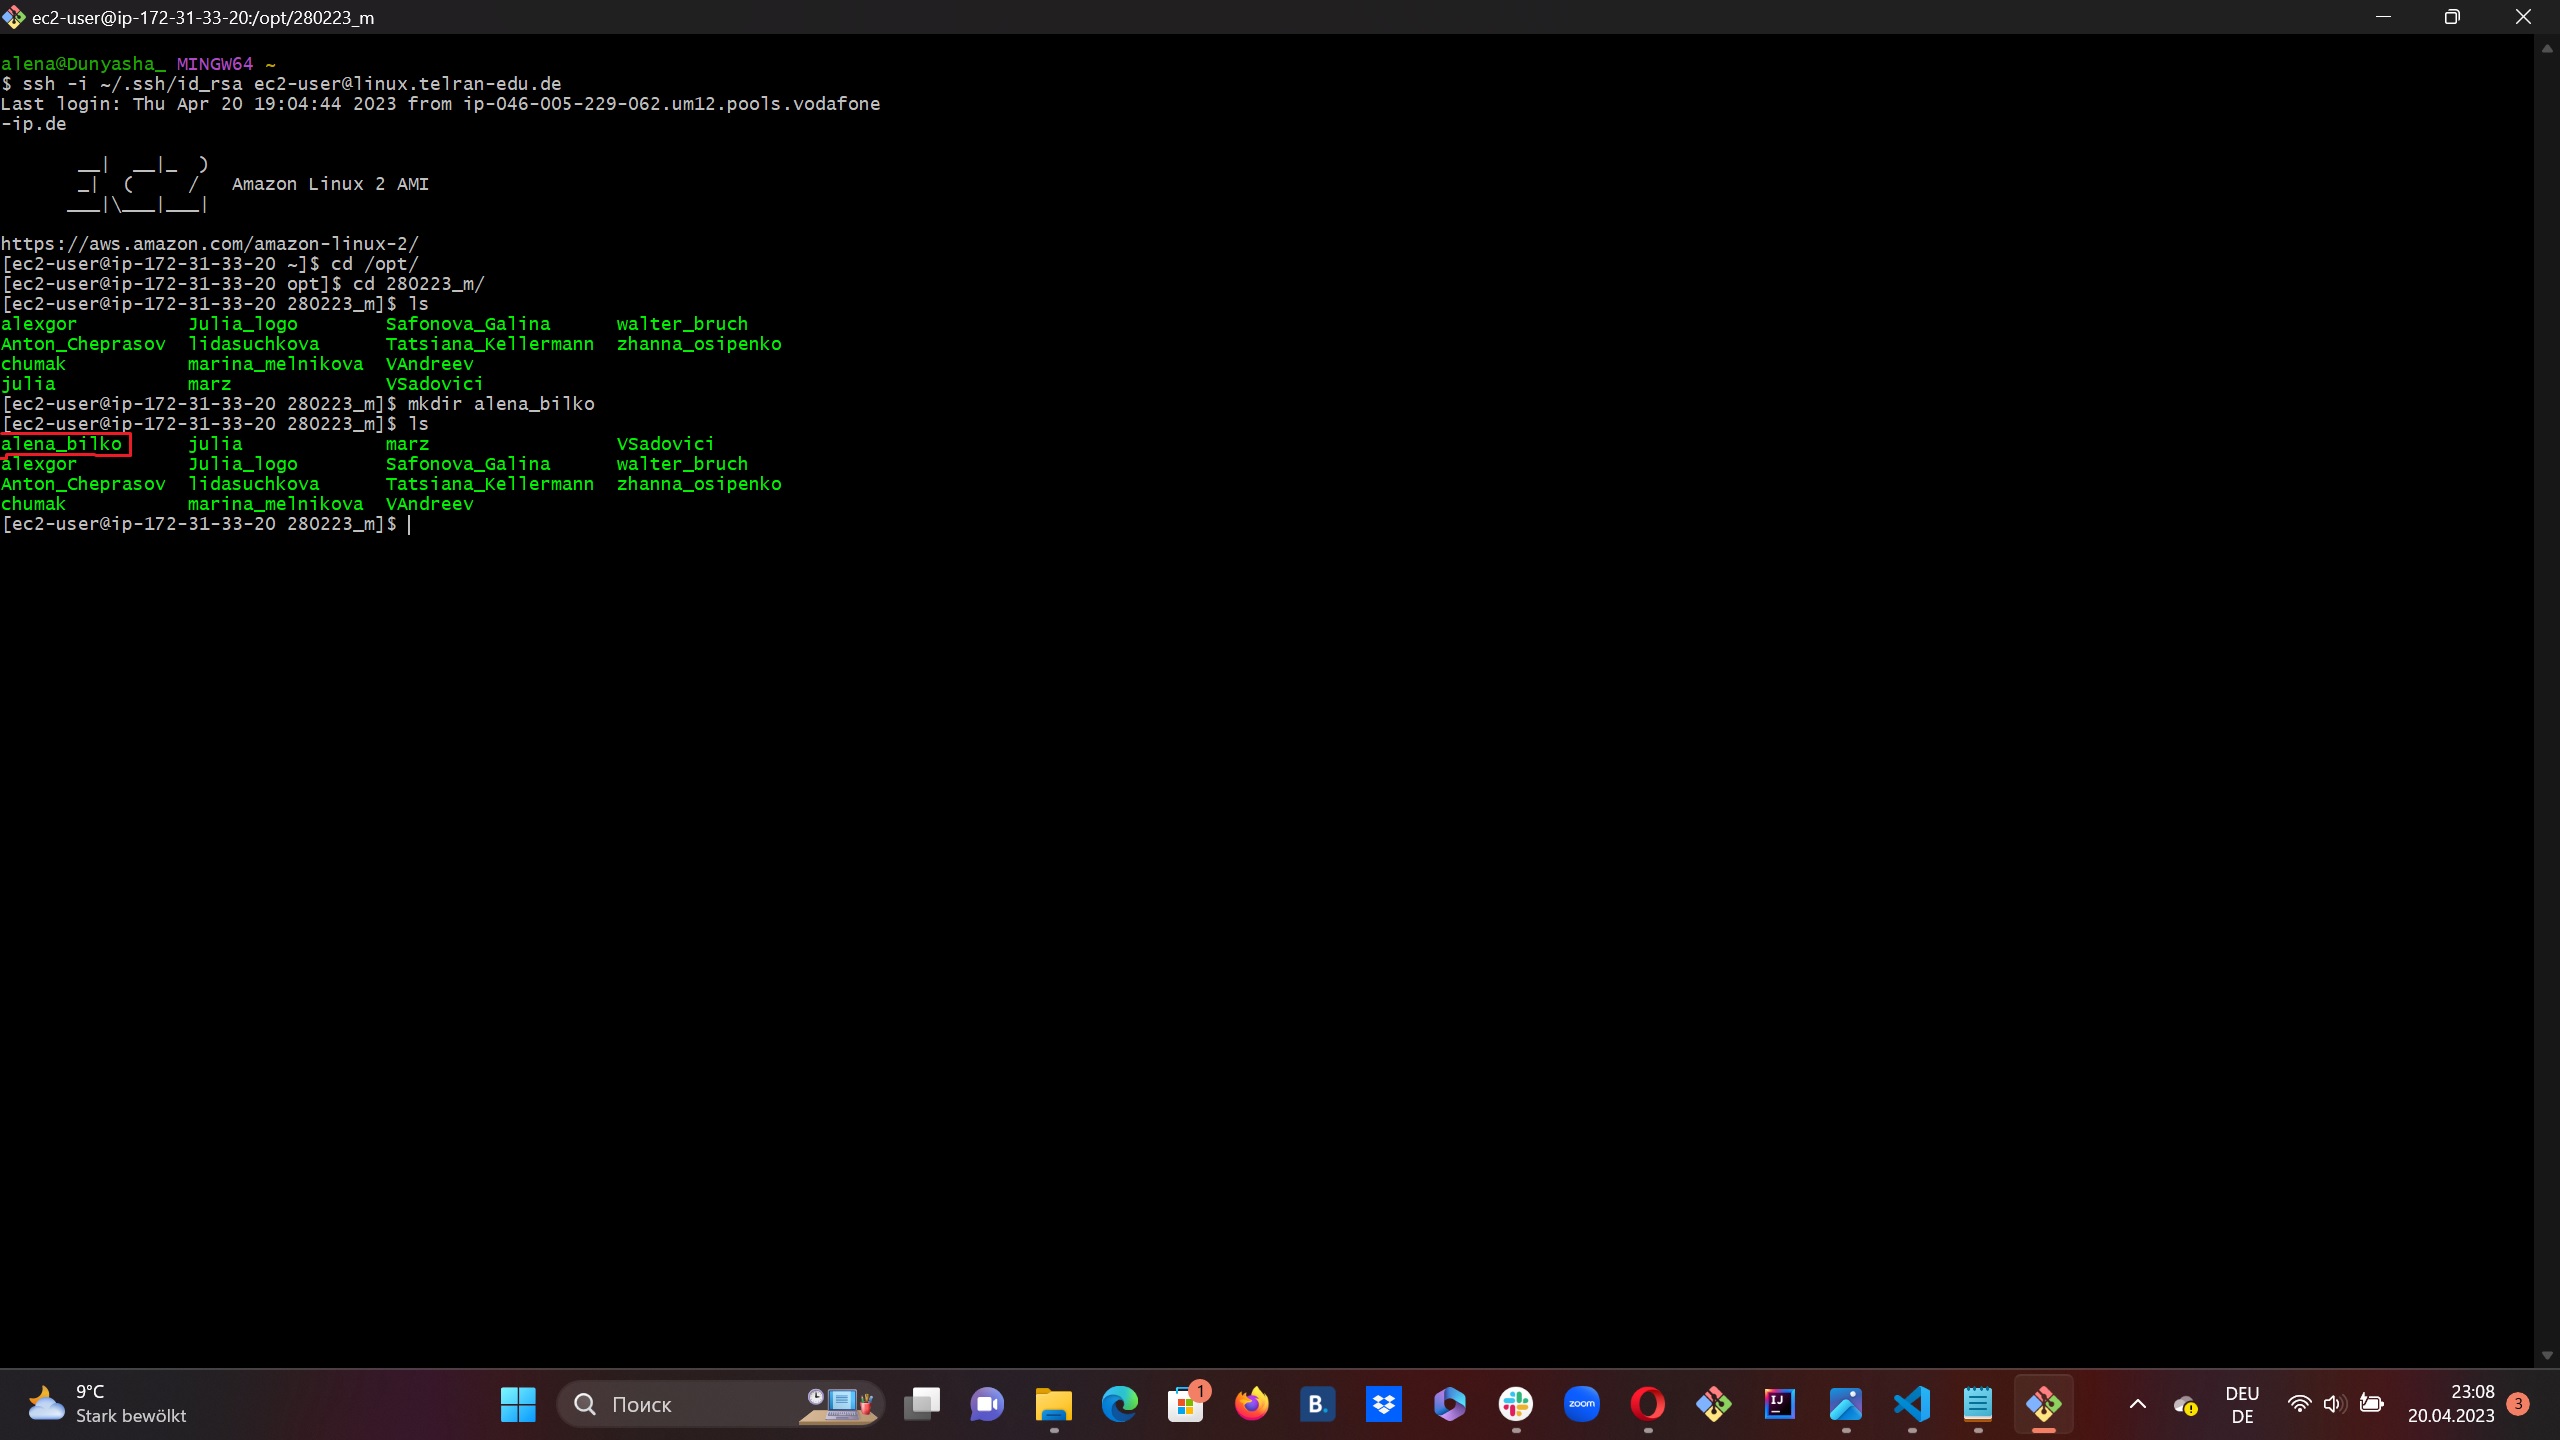 ec2-user@ip-172-31-33-20:/opt/280223_m
alena@Dunyasha_ MINGW64 ~
$ ssh -i ~/.ssh/id_rsa ec2-user@linux.telran-edu.de
Last login: Thu Apr 20 19:04:44 2023 from ip-046-005-229-062.um12.pools.vodafone
-ip.de
       __|  __|_  )
       _|  (     /   Amazon Linux 2 AMI
      ___|\___|___|
https://aws.amazon.com/amazon-linux-2/
[ec2-user@ip-172-31-33-20 ~]$ cd /opt/
[ec2-user@ip-172-31-33-20 opt]$ cd 280223_m/
[ec2-user@ip-172-31-33-20 280223_m]$ ls
alexgor          Julia_logo        Safonova_Galina      walter_bruch
Anton_Cheprasov  lidasuchkova      Tatsiana_Kellermann  zhanna_osipenko
chumak           marina_melnikova  VAndreev
julia            marz              VSadovici
[ec2-user@ip-172-31-33-20 280223_m]$ mkdir alena_bilko
[ec2-user@ip-172-31-33-20 280223_m]$ ls
alena_bilko      julia             marz                 VSadovici
alexgor          Julia_logo        Safonova_Galina      walter_bruch
Anton_Cheprasov  lidasuchkova      Tatsiana_Kellermann  zhanna_osipenko
chumak           marina_melnikova  VAndreev
[ec2-user@ip-172-31-33-20 280223_m]$
9°C
Stark bewölkt
Поиск
1
B.
zoom
IJ
DEU
DE
23:08
20.04.2023
3